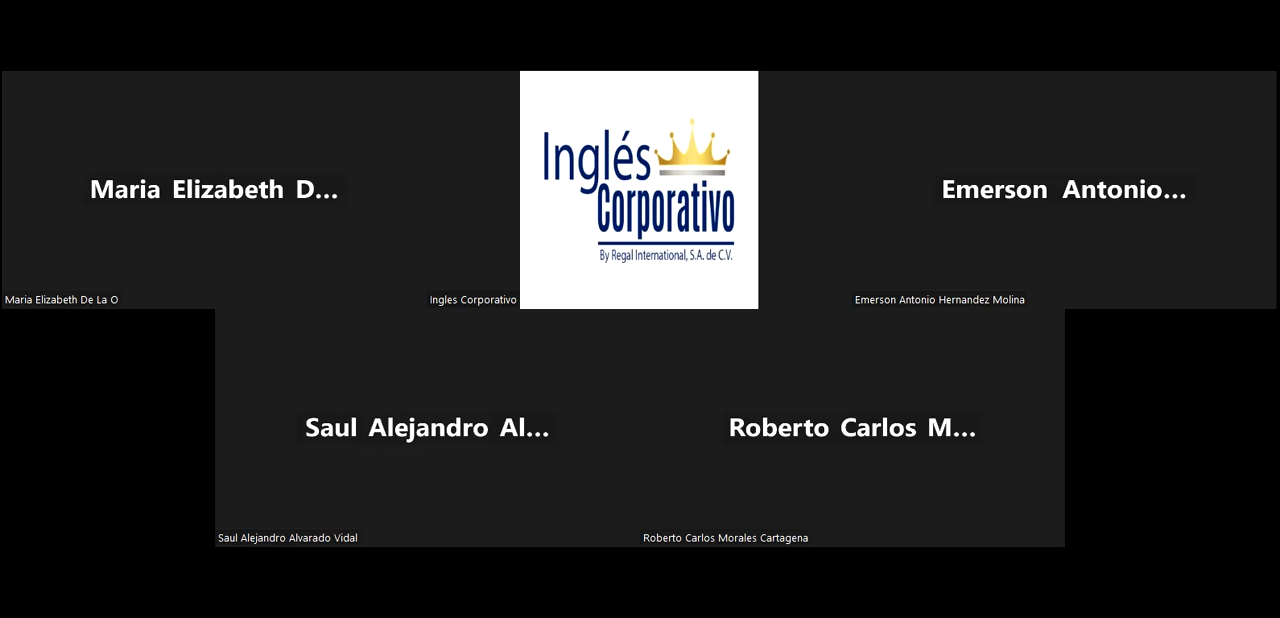 Maria Elizabeth D...
Maria Elizabeth De La O
Inglés
Corporativo
By Regal International, S.A. de C.V.
Ingles Corporativo
Emerson Antonio...
Emerson Antonio Hernandez Molina
Saul Alejandro Al...
Saul Alejandro Alvarado Vidal
Roberto Carlos M...
Roberto Carlos Morales Cartagena